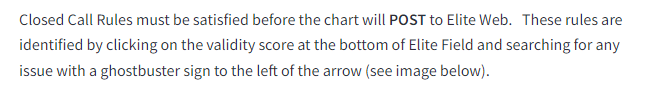 Closed Call Rules must be satisfied before the chart will POST to Elite Web.   These rules are
identified by clicking on the validity score at the bottom of Elite Field and searching for any
issue with a ghostbuster sign to the left of the arrow (see image below).